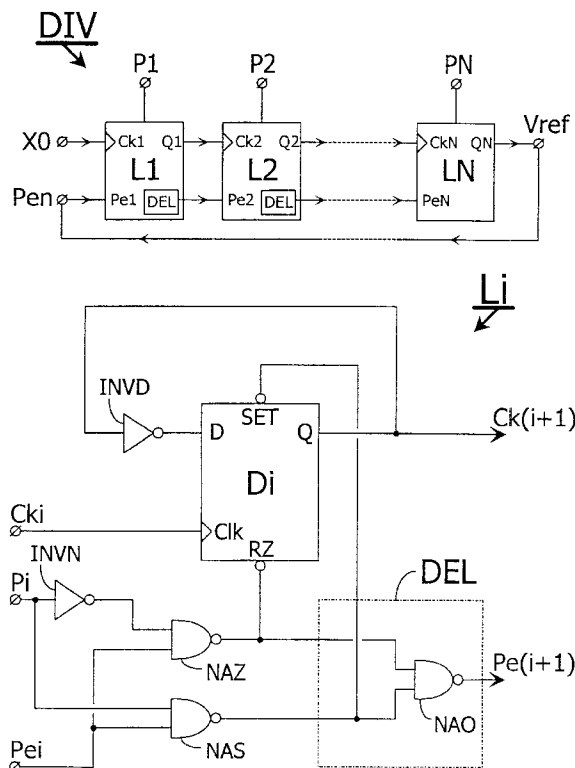 DIV
P1 P2 PN
X0 Ck1 Q1 Ck2 Q2 CkN QN Vref
L1 L2 LN
Pen Pe1 DEL Pe2 DEL PeN
Li
INVD
D SET Q Ck(i+1)
Di
Cki Clk
RZ
INVN
Pi DEL
NAZ Pe(i+1)
NAS NAO
Pei